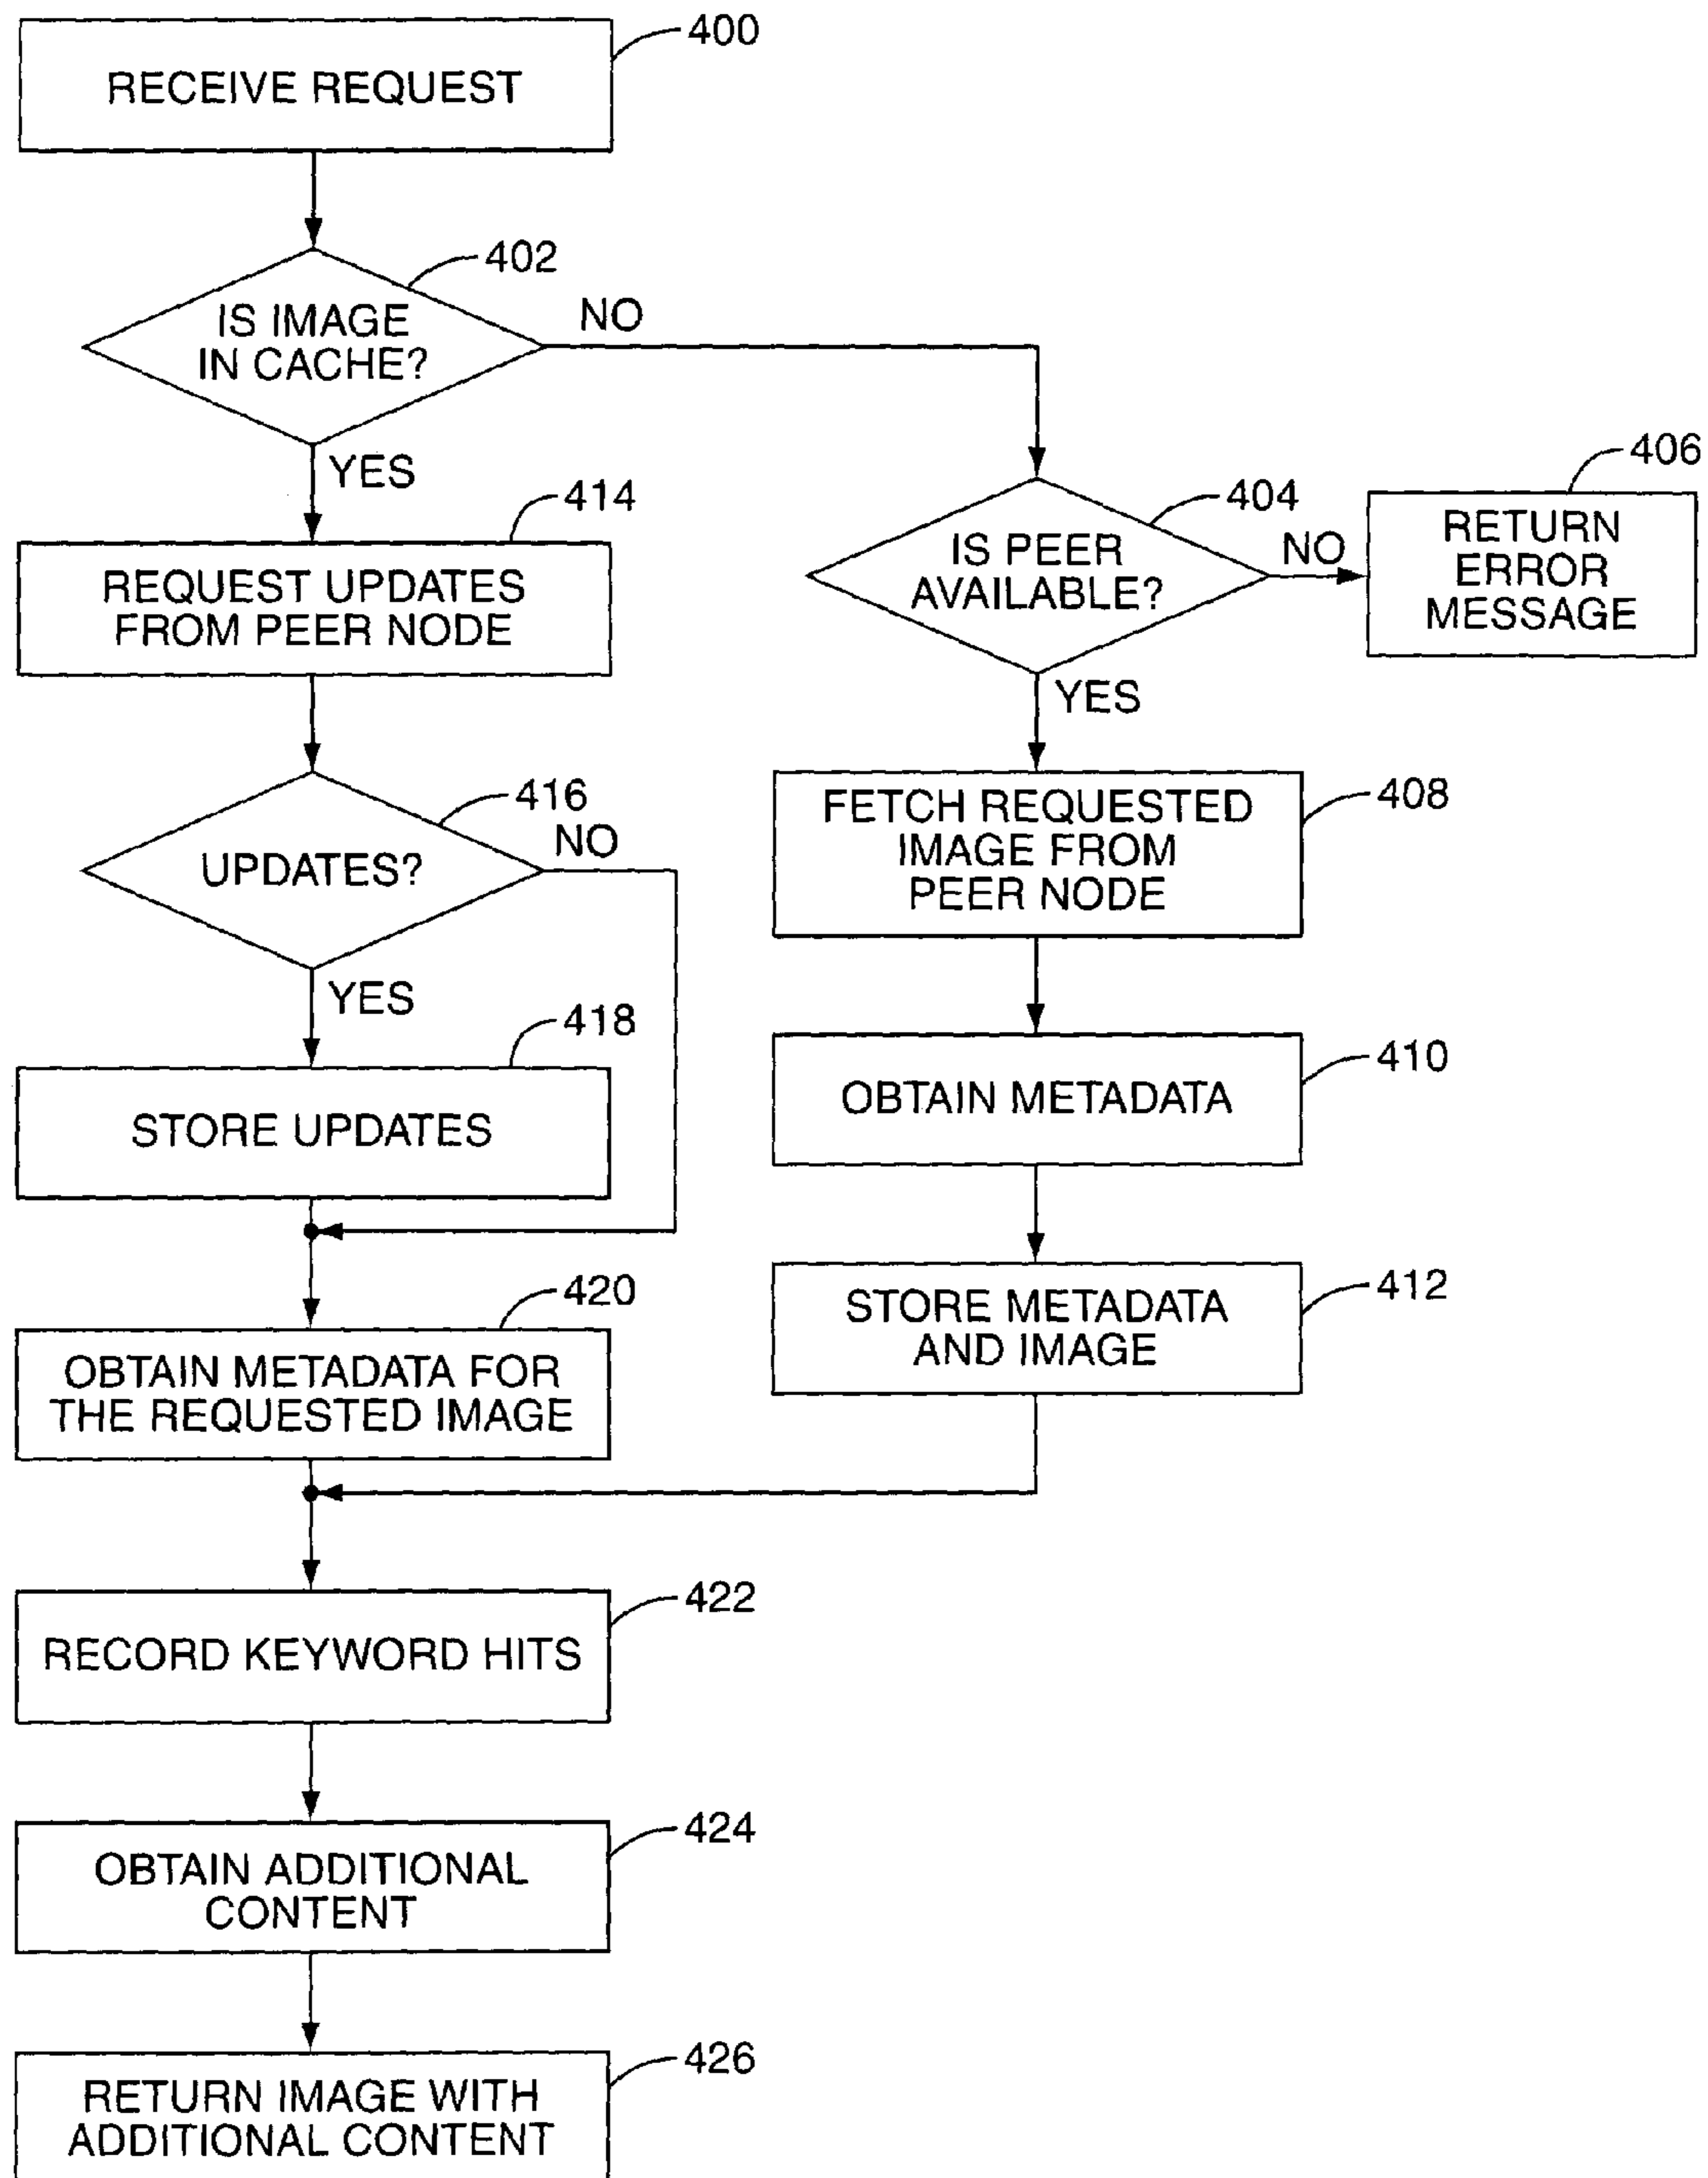 400
RECEIVE REQUEST
402
IS IMAGE
IN CACHE?
NO
YES
414
REQUEST UPDATES
FROM PEER NODE
404
IS PEER
AVAILABLE?
NO
406
RETURN
ERROR
MESSAGE
YES
416
UPDATES?
NO
YES
408
FETCH REQUESTED
IMAGE FROM
PEER NODE
418
STORE UPDATES
410
OBTAIN METADATA
412
STORE METADATA
AND IMAGE
420
OBTAIN METADATA FOR
THE REQUESTED IMAGE
422
RECORD KEYWORD HITS
424
OBTAIN ADDITIONAL
CONTENT
426
RETURN IMAGE WITH
ADDITIONAL CONTENT